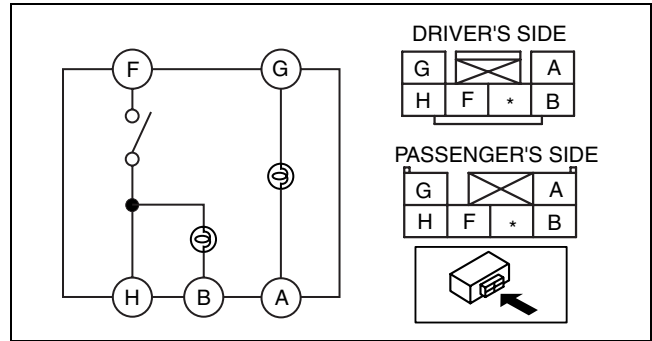 F G
H B A
DRIVER'S SIDE
G A
H F * B
PASSENGER'S SIDE
G A
H F * B